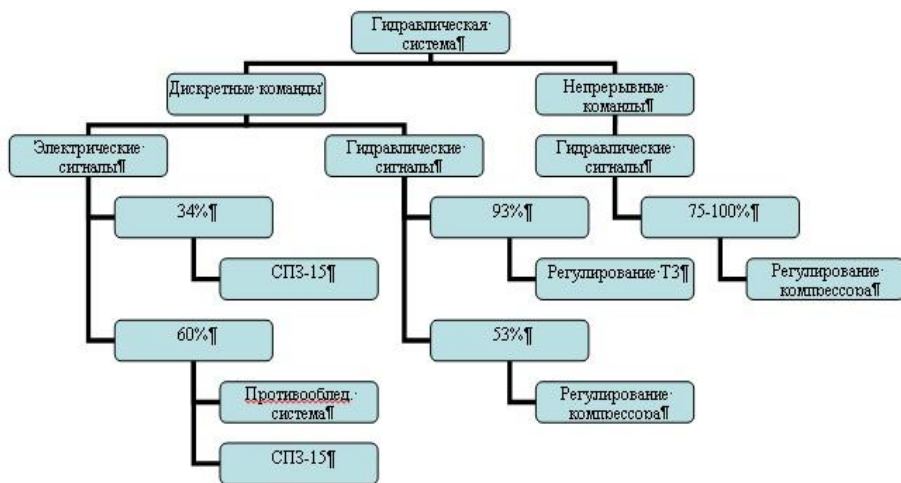 Гидравлическая
система¶
Дискретные команды
Непрерывные
команды¶
Электрические
сигналы¶
Гидравлические
сигналы¶
Гидравлические
сигналы¶
34%¶
93%¶
75-100%¶
СПЗ-15¶
Регулирование ТЗ¶
Регулирование
компрессора¶
60%¶
53%¶
Противооблед.
система¶
Регулирование
компрессора¶
СПЗ-15¶